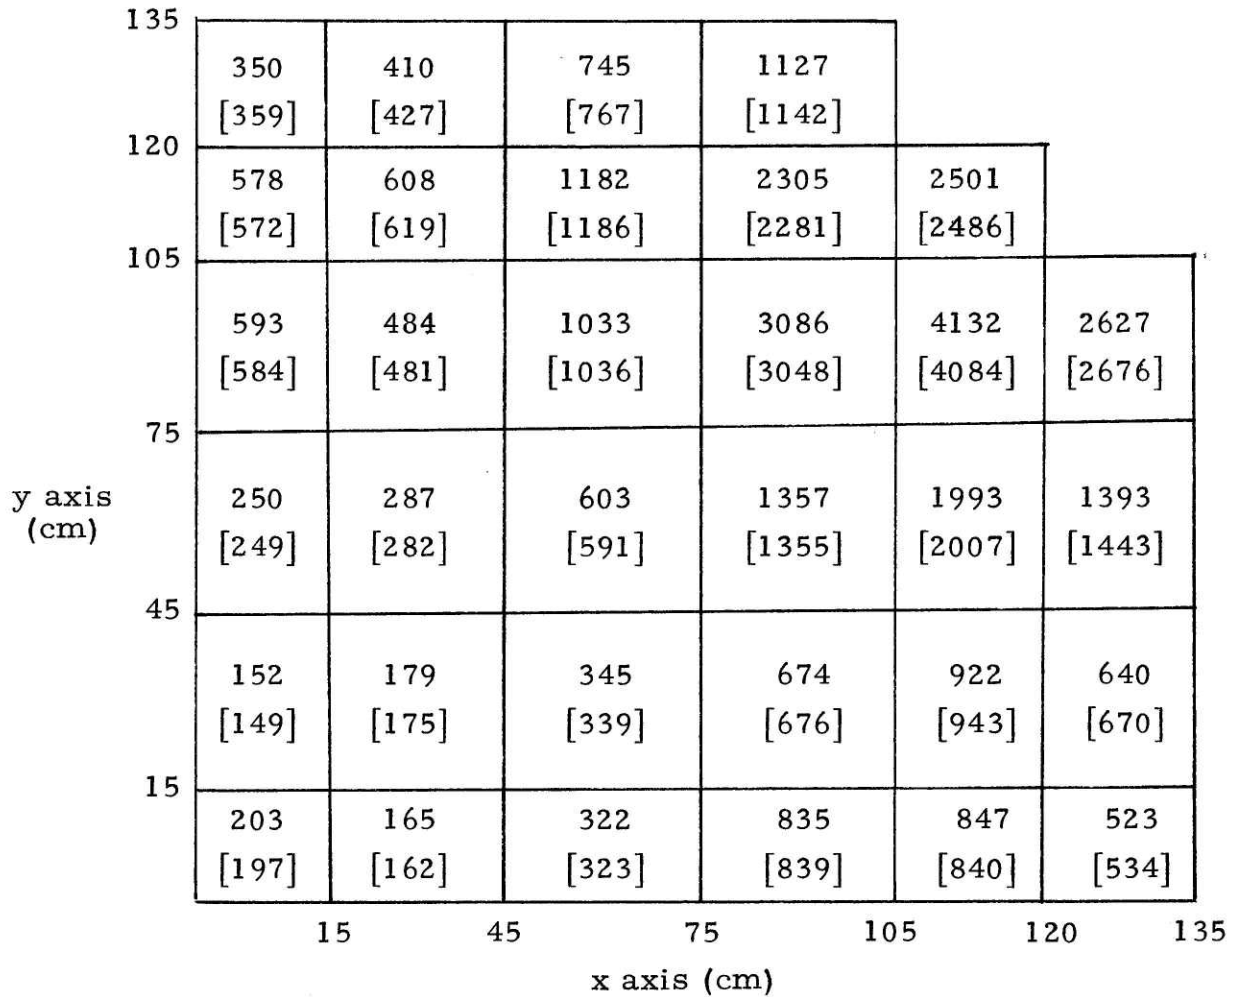 135
350 410 745 1127
[359] [427] [767] [1142]
120
578 608 1182 2305 2501
[572] [619] [1186] [2281] [2486]
105
593 484 1033 3086 4132 2627
[584] [481] [1036] [3048] [4084] [2676]
75
y axis
(cm)
250 287 603 1357 1993 1393
[249] [282] [591] [1355] [2007] [1443]
45
152 179 345 674 922 640
[149] [175] [339] [676] [943] [670]
15
203 165 322 835 847 523
[197] [162] [323] [839] [840] [534]
15 45 75 105 120 135
x axis (cm)